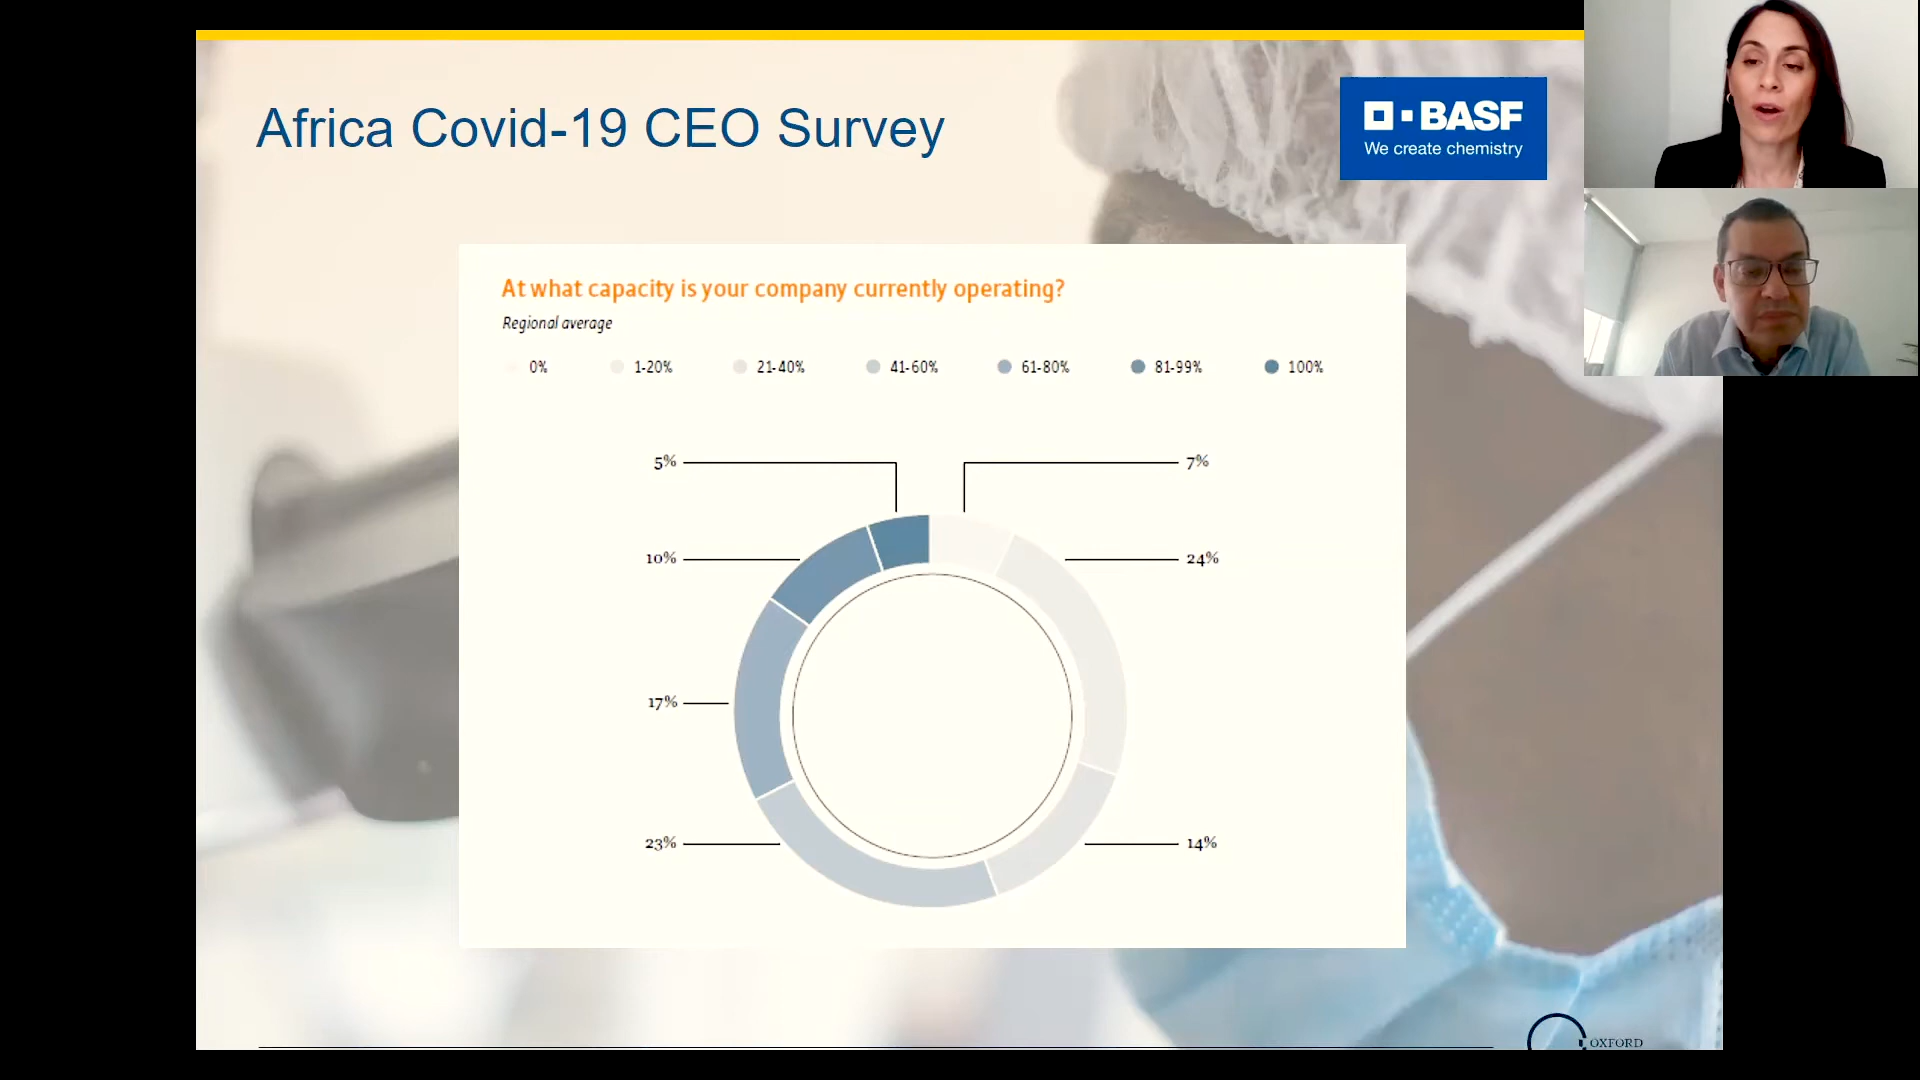 Africa Covid-19 CEO Survey
BASF
We create chemistry
At what capacity is your company currently operating?
Regional average
0% 1-20% 21-40% 41-60% 61-80% 81-99% 100%
5% 7%
10% 24%
17%
23% 14%
OXFORD